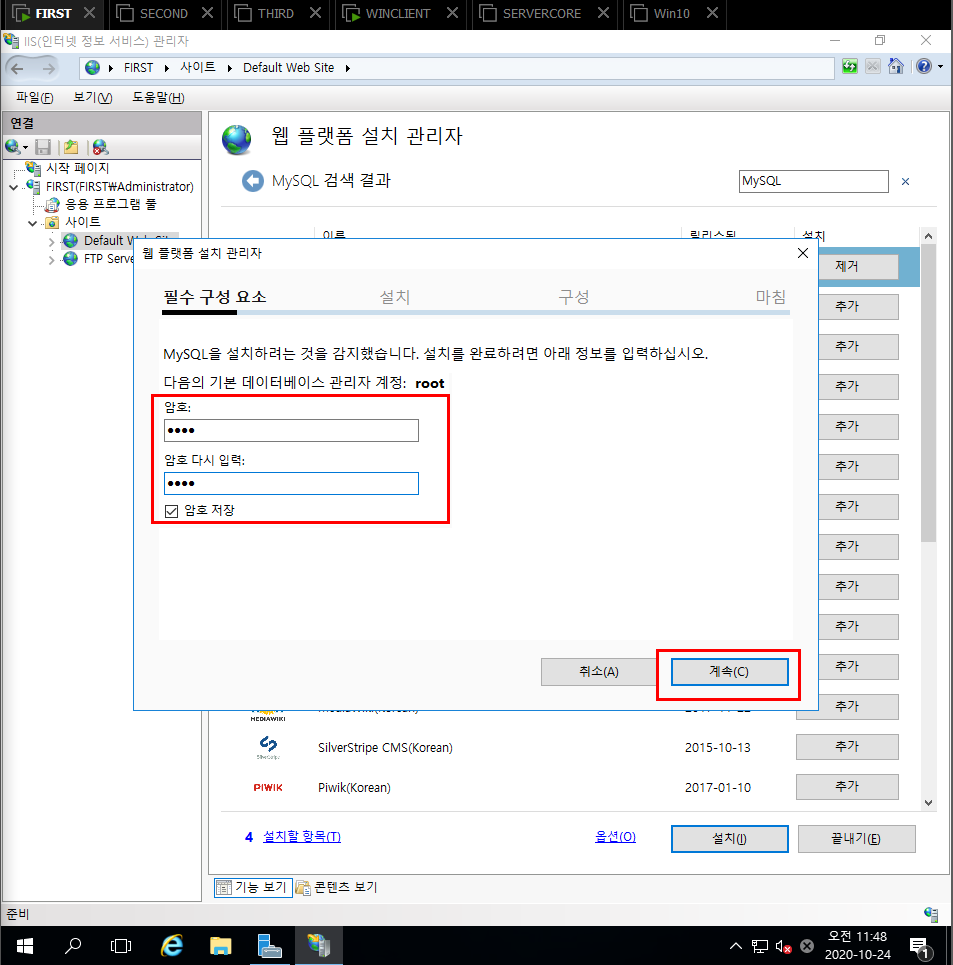 FIRST
SECOND
THIRD
WINCLIENT
SERVERCORE
Win10
IIS(인터넷 정보 서비스) 관리자
FIRST 사이트 Default Web Site
파일(F) 보기(V) 도움말(H)
연결
시작 페이지
FIRST(FIRST￦Administrator)
응용 프로그램 풀
사이트
Default Web Site
FTP Serve
웹 플랫폼 설치 관리자
MySQL 검색 결과
MySQL
이름 릴리스됨 설치
제거
추가
추가
추가
추가
추가
추가
추가
추가
추가
추가
웹 플랫폼 설치 관리자
필수 구성 요소 설치 구성 마침
MySQL을 설치하려는 것을 감지했습니다. 설치를 완료하려면 아래 정보를 입력하십시오.
다음의 기본 데이터베이스 관리자 계정: root
암호:
••••
암호 다시 입력:
••••
암호 저장
취소(A) 계속(C)
MEDIAWIKI 추가
SilverStripe SilverStripe CMS(Korean) 2015-10-13 추가
PIWIK Piwik(Korean) 2017-01-10 추가
4 설치할 항목(T) 옵션(O) 설치(I) 끝내기(E)
기능 보기 콘텐츠 보기
준비
오전 11:48
2020-10-24
1